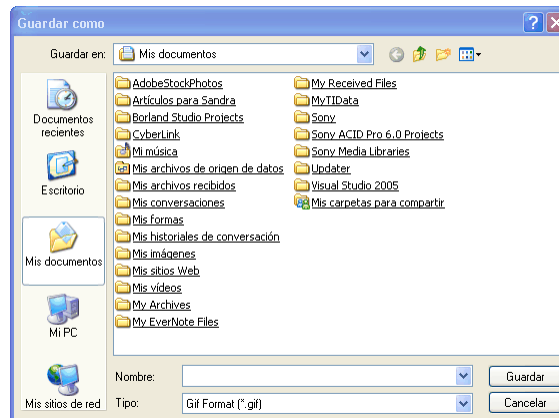 Guardar como
Guardar en:
Mis documentos
Documentos
recientes
Escritorio
Mis documentos
Mi PC
Mis sitios de red
AdobeStockPhotos
Artículos para Sandra
Borland Studio Projects
CyberLink
Mi música
Mis archivos de origen de datos
Mis archivos recibidos
Mis conversaciones
Mis formas
Mis historiales de conversación
Mis imágenes
Mis sitios Web
Mis vídeos
My Archives
My EverNote Files
My Received Files
MyTIData
Sony
Sony ACID Pro 6.0 Projects
Sony Media Libraries
Updater
Visual Studio 2005
Mis carpetas para compartir
Nombre:
Guardar
Tipo:
Gif Format (*.gif)
Cancelar